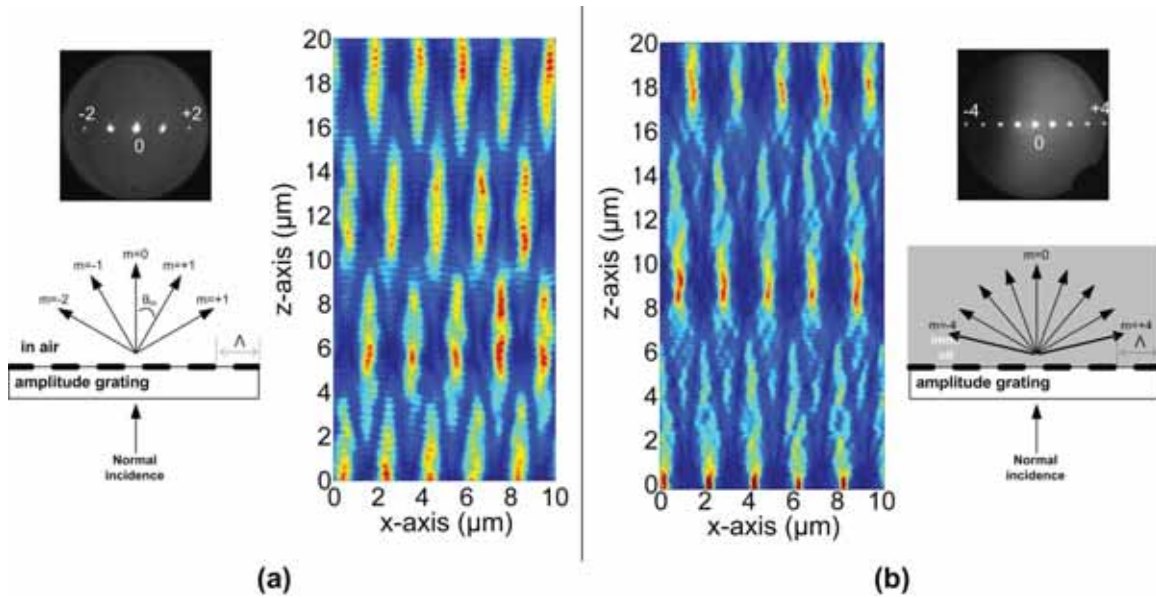 -2
+2
0
m=0
m=-1
m=+1
m=-2
θm
m=+1
in air
Λ
amplitude grating
Normal
incidence
20
18
16
14
12
10
8
6
4
2
0
z-axis (µm)
0 2 4 6 8 10
x-axis (µm)
(a)
20
18
16
14
12
10
8
6
4
2
0
z-axis (µm)
0 2 4 6 8 10
x-axis (µm)
-4
+4
0
m=0
m=-4
m=+4
Λ
oil
amplitude grating
Normal
incidence
(b)